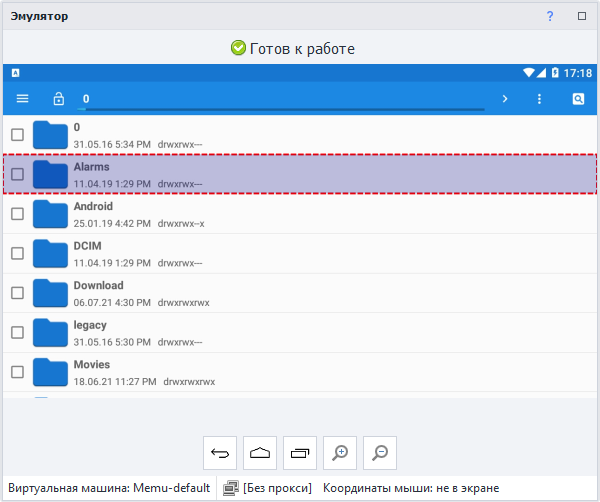 Эмулятор
?
Готов к работе
A 17:18
0
0
31.05.16 5:34 PM drwxrwx---
Alarms
11.04.19 1:29 PM drwxrwx---
Android
25.01.19 4:42 PM drwxrwx--x
DCIM
11.04.19 1:29 PM drwxrwx---
Download
06.07.21 4:30 PM drwxrwxrwx
legacy
31.05.16 5:30 PM drwxrwx---
Movies
18.06.21 11:27 PM drwxrwxrwx
Виртуальная машина: Memu-default [Без прокси] Координаты мыши: не в экране